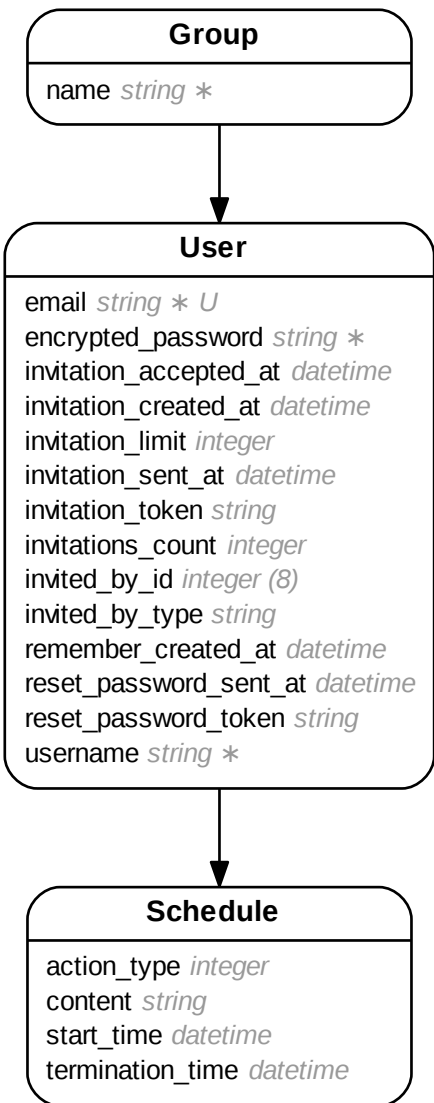 Group
name string ∗
User
email string ∗ U
encrypted_password string ∗
invitation_accepted_at datetime
invitation_created_at datetime
invitation_limit integer
invitation_sent_at datetime
invitation_token string
invitations_count integer
invited_by_id integer (8)
invited_by_type string
remember_created_at datetime
reset_password_sent_at datetime
reset_password_token string
username string ∗
Schedule
action_type integer
content string
start_time datetime
termination_time datetime